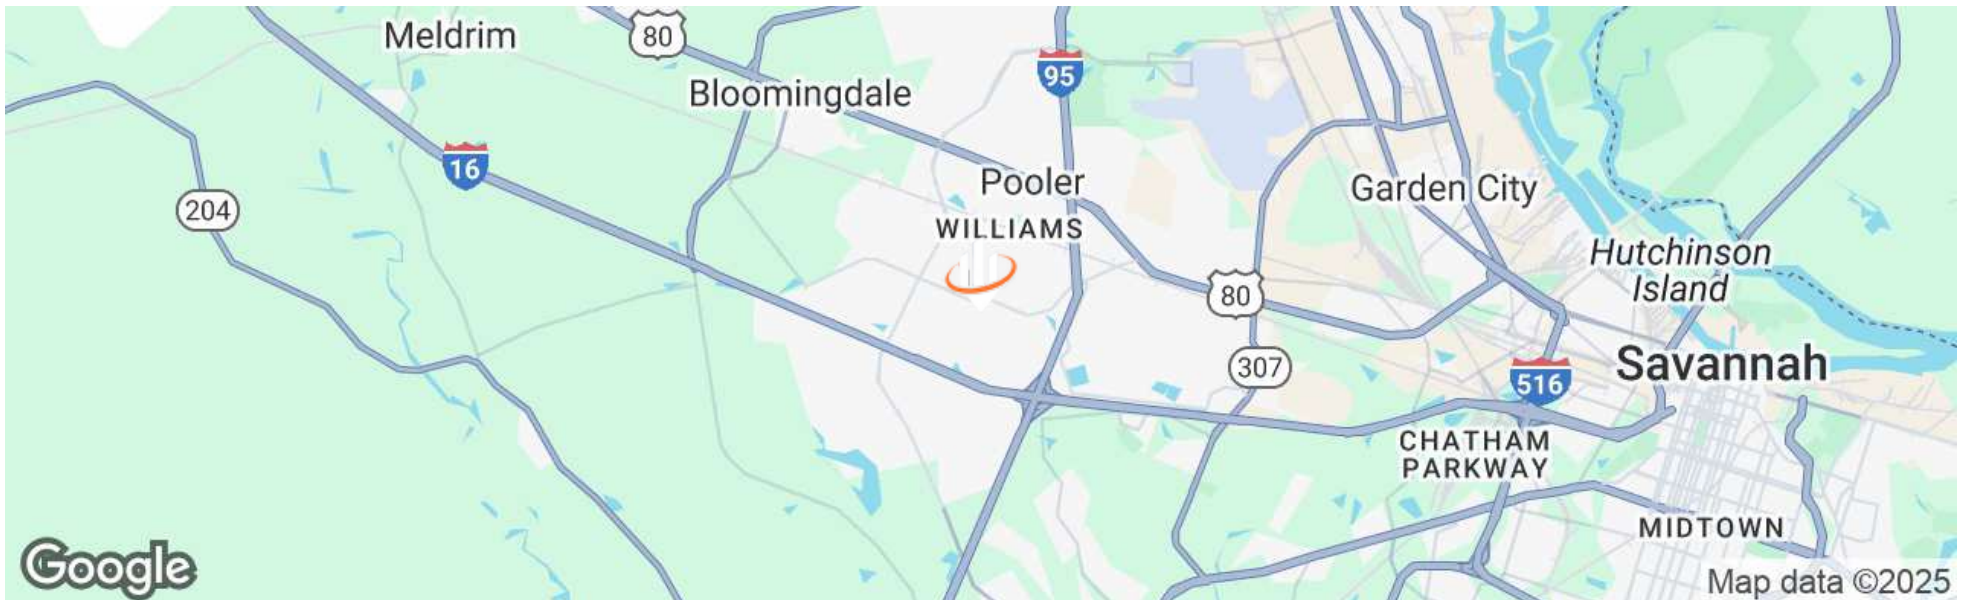 Meldrim
80
Bloomingdale
95
16
Pooler
204
Garden City
WILLIAMS
Hutchinson
Island
80
307
Savannah
516
CHATHAM
PARKWAY
MIDTOWN
Google
Map data ©2025